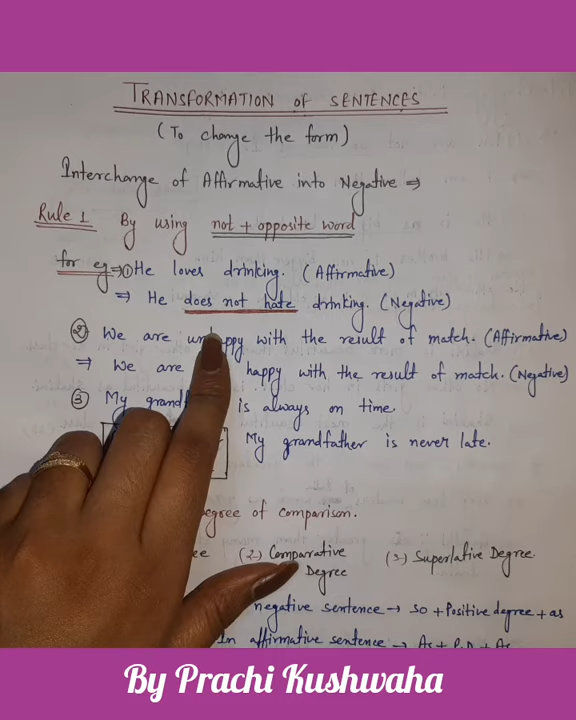 TRANSFORMATION OF SENTENCES
(To change the form)
Interchange of Affirmative into Negative ⇒
Rule 1 By using not + opposite word
for eg ⇒ ① He loves drinking. (Affirmative)
⇒ He does not hate drinking. (Negative)
② We are unhappy with the result of match. (Affirmative)
⇒ We are happy with the result of match. (Negative)
③ My is always on time.
My grandfather is never late.
egree of comparison.
(2.) Comparative Degree (3.) Superlative Degree.
negative sentence → so + Positive degree + as
In affirmative sentence → As + P.D + As
By Prachi Kushwaha